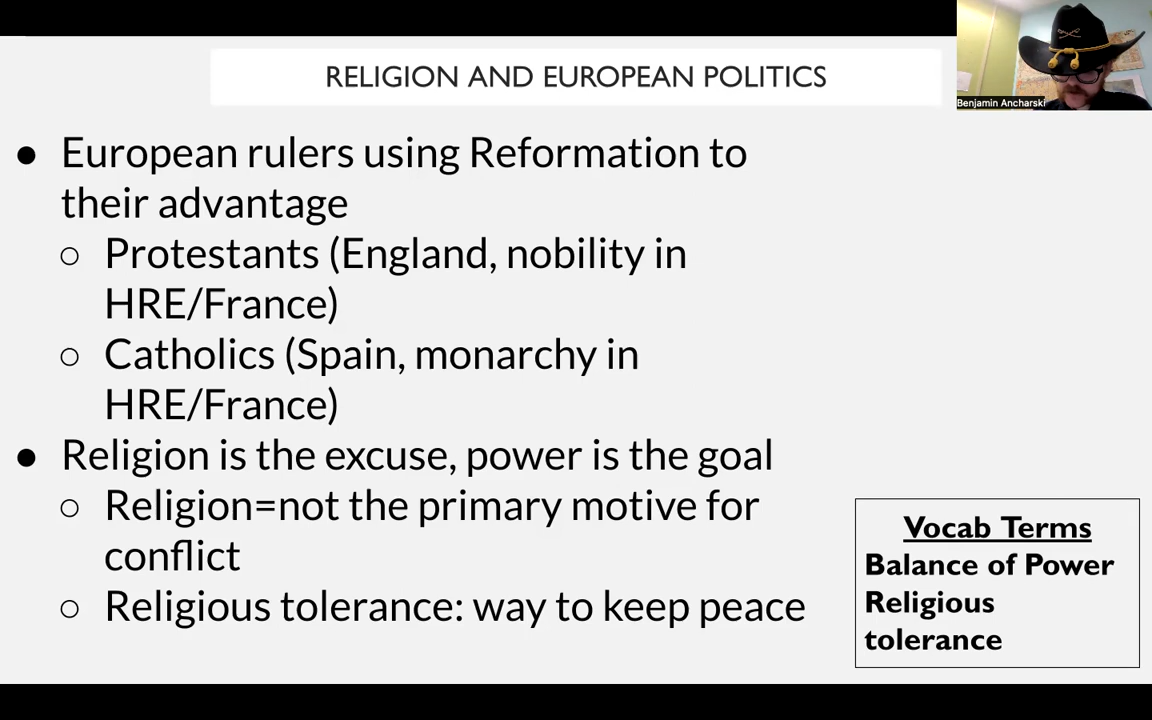 RELIGION AND EUROPEAN POLITICS
Benjamin Ancharski
● European rulers using Reformation to
their advantage
○ Protestants (England, nobility in
HRE/France)
○ Catholics (Spain, monarchy in
HRE/France)
● Religion is the excuse, power is the goal
○ Religion=not the primary motive for
conflict
○ Religious tolerance: way to keep peace
Vocab Terms
Balance of Power
Religious
tolerance